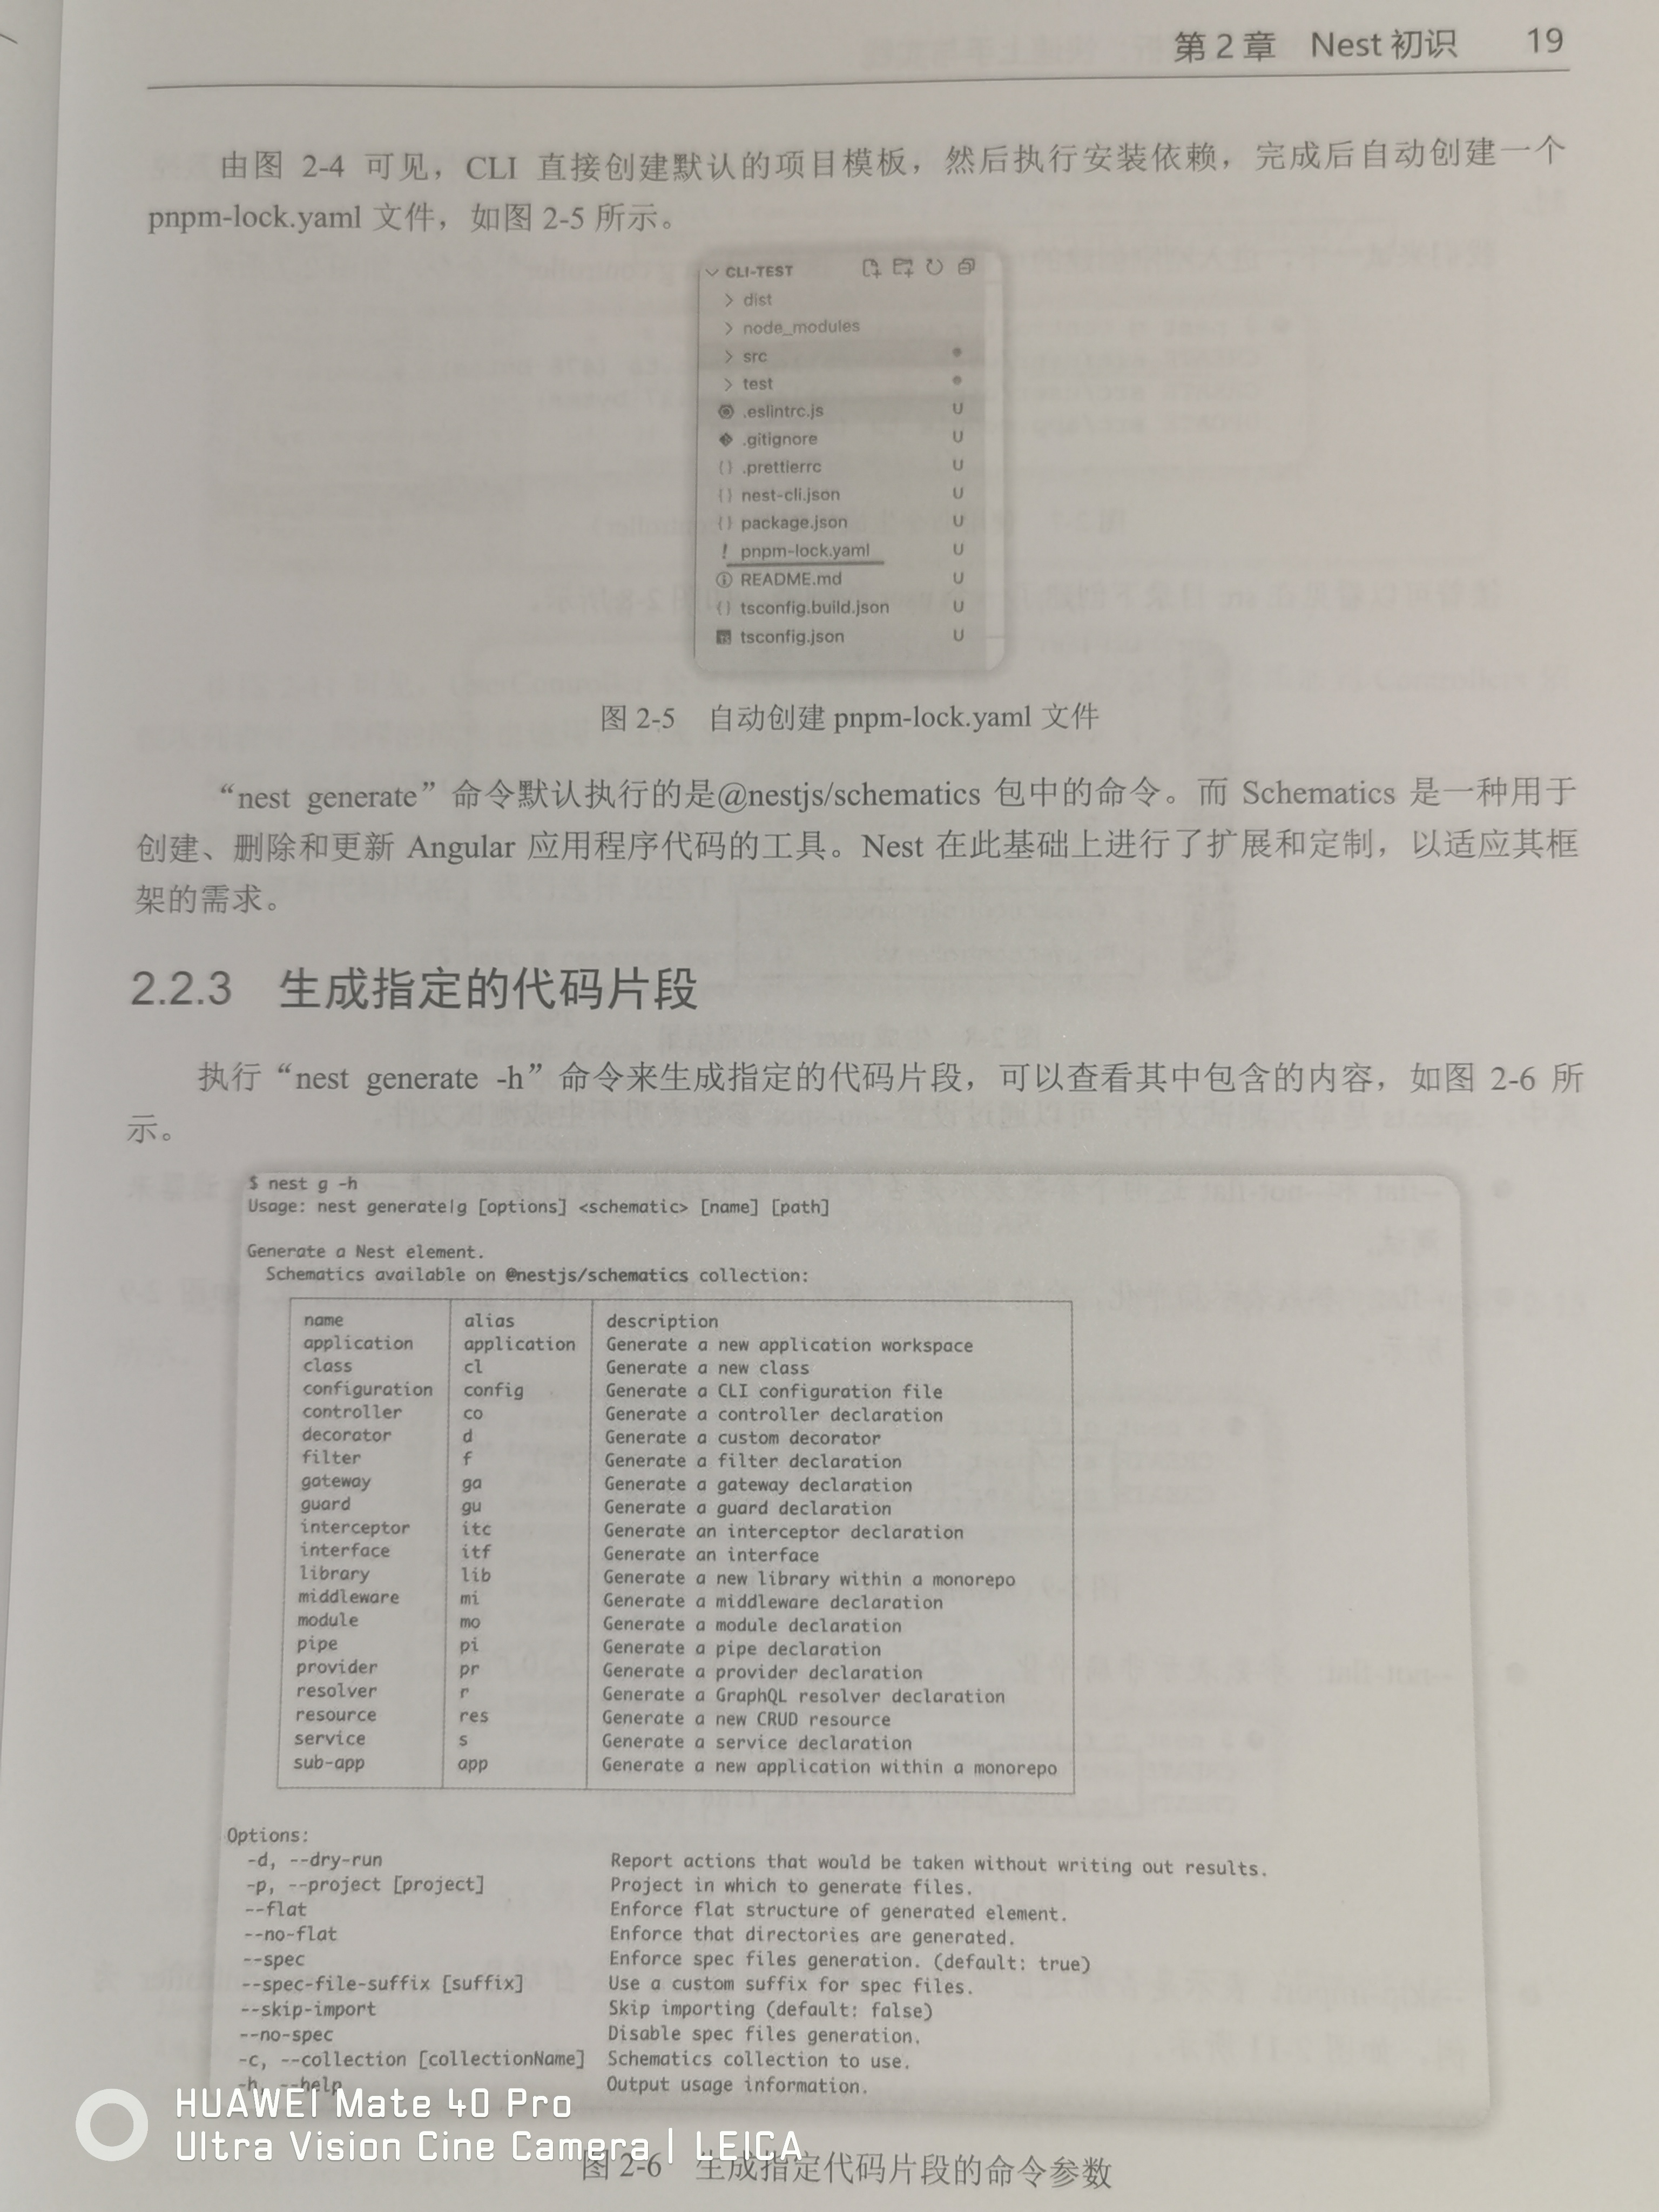 第 2 章　Nest 初识　19
由图 2-4 可见，CLI 直接创建默认的项目模板，然后执行安装依赖，完成后自动创建一个
pnpm-lock.yaml 文件，如图 2-5 所示。
CLI-TEST
dist
node_modules
src
test
.eslintrc.js U
.gitignore U
.prettierrc U
nest-cli.json U
package.json U
pnpm-lock.yaml U
README.md U
tsconfig.build.json U
tsconfig.json U
图 2-5　自动创建 pnpm-lock.yaml 文件
“nest generate”命令默认执行的是@nestjs/schematics 包中的命令。而 Schematics 是一种用于
创建、删除和更新 Angular 应用程序代码的工具。Nest 在此基础上进行了扩展和定制，以适应其框
架的需求。
2.2.3　生成指定的代码片段
执行“nest generate -h”命令来生成指定的代码片段，可以查看其中包含的内容，如图 2-6 所
示。
$ nest g -h
Usage: nest generate|g [options] <schematic> [name] [path]
Generate a Nest element.
Schematics available on @nestjs/schematics collection:
name alias description
application application Generate a new application workspace
class cl Generate a new class
configuration config Generate a CLI configuration file
controller co Generate a controller declaration
decorator d Generate a custom decorator
filter f Generate a filter declaration
gateway ga Generate a gateway declaration
guard gu Generate a guard declaration
interceptor itc Generate an interceptor declaration
interface itf Generate an interface
library lib Generate a new library within a monorepo
middleware mi Generate a middleware declaration
module mo Generate a module declaration
pipe pi Generate a pipe declaration
provider pr Generate a provider declaration
resolver r Generate a GraphQL resolver declaration
resource res Generate a new CRUD resource
service s Generate a service declaration
sub-app app Generate a new application within a monorepo
Options:
-d, --dry-run Report actions that would be taken without writing out results.
-p, --project [project] Project in which to generate files.
--flat Enforce flat structure of generated element.
--no-flat Enforce that directories are generated.
--spec Enforce spec files generation. (default: true)
--spec-file-suffix [suffix] Use a custom suffix for spec files.
--skip-import Skip importing (default: false)
--no-spec Disable spec files generation.
-c, --collection [collectionName] Schematics collection to use.
-h, --help Output usage information.
HUAWEI Mate 40 Pro
Ultra Vision Cine Camera | LEICA
图 2-6　生成指定代码片段的命令参数